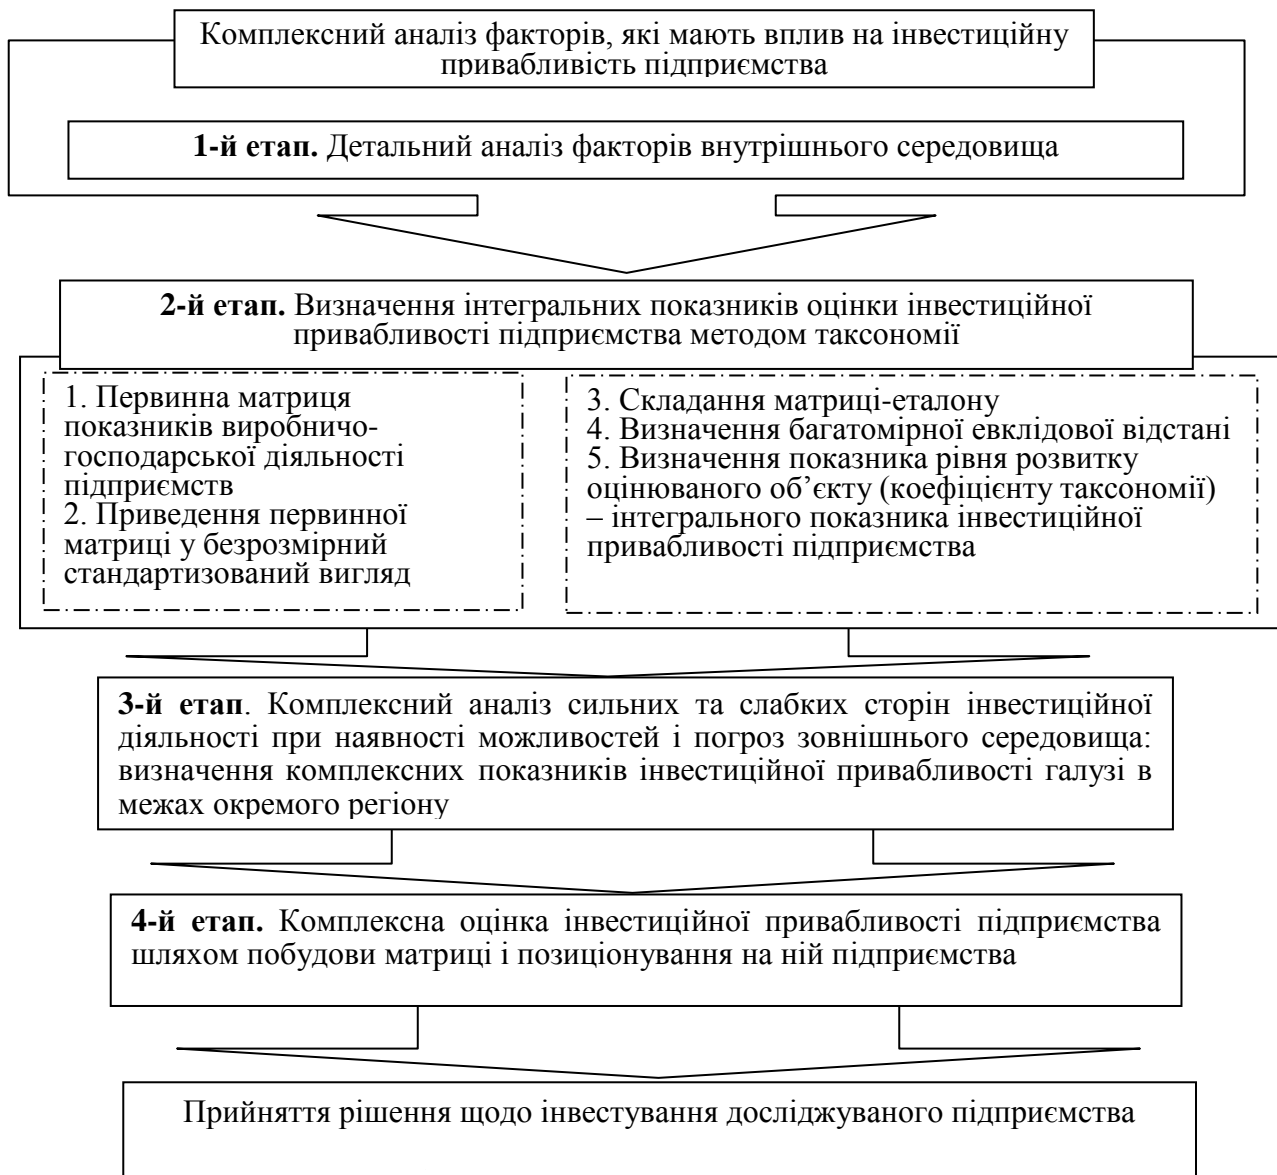 Комплексний аналіз факторів, які мають вплив на інвестиційну
привабливість підприємства
1-й етап. Детальний аналіз факторів внутрішнього середовища
2-й етап. Визначення інтегральних показників оцінки інвестиційної
привабливості підприємства методом таксономії
1. Первинна матриця
показників виробничо-
господарської діяльності
підприємств
2. Приведення первинної
матриці у безрозмірний
стандартизований вигляд
3. Складання матриці-еталону
4. Визначення багатомірної евклідової відстані
5. Визначення показника рівня розвитку
оцінюваного об’єкту (коефіцієнту таксономії)
– інтегрального показника інвестиційної
привабливості підприємства
3-й етап. Комплексний аналіз сильних та слабких сторін інвестиційної
діяльності при наявності можливостей і погроз зовнішнього середовища:
визначення комплексних показників інвестиційної привабливості галузі в
межах окремого регіону
4-й етап. Комплексна оцінка інвестиційної привабливості підприємства
шляхом побудови матриці і позиціонування на ній підприємства
Прийняття рішення щодо інвестування досліджуваного підприємства